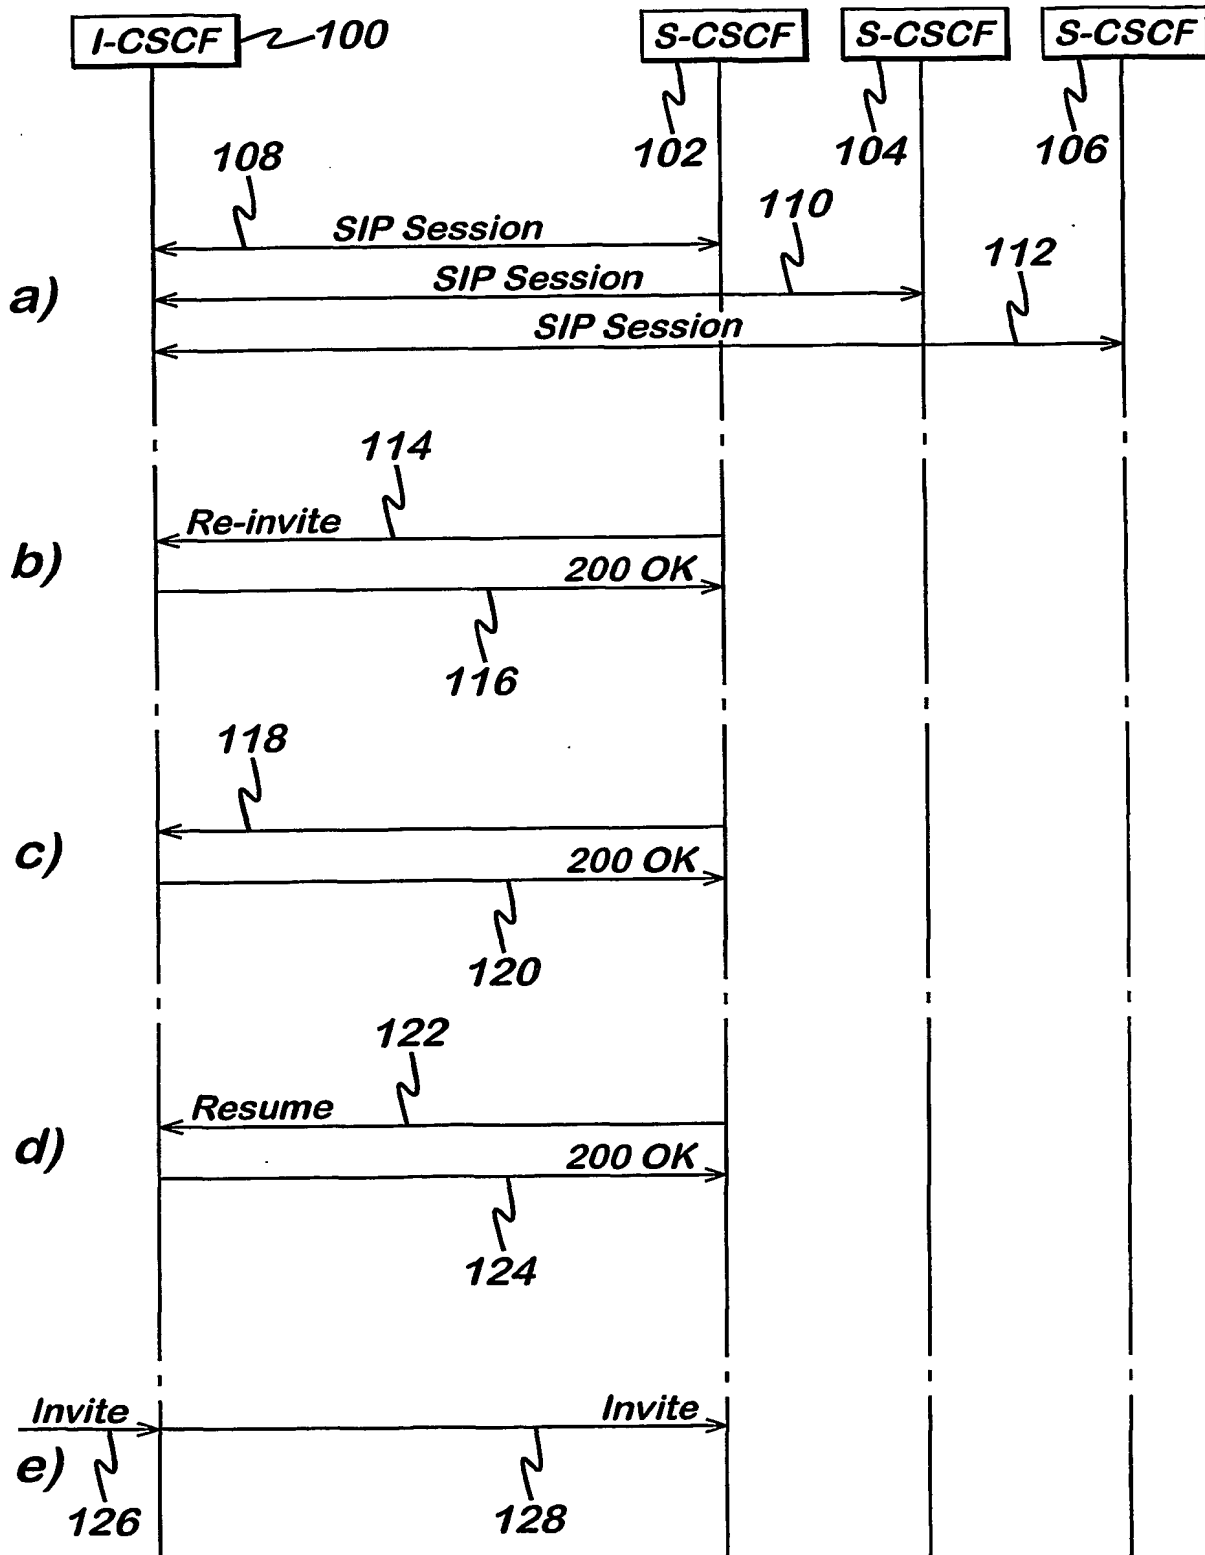 I-CSCF 100 S-CSCF S-CSCF S-CSCF
102 104 106
108
110
SIP Session
112
a) SIP Session
SIP Session
114
Re-invite
b) 200 OK
116
118
c) 200 OK
120
122
Resume
d) 200 OK
124
Invite Invite
e)
126 128